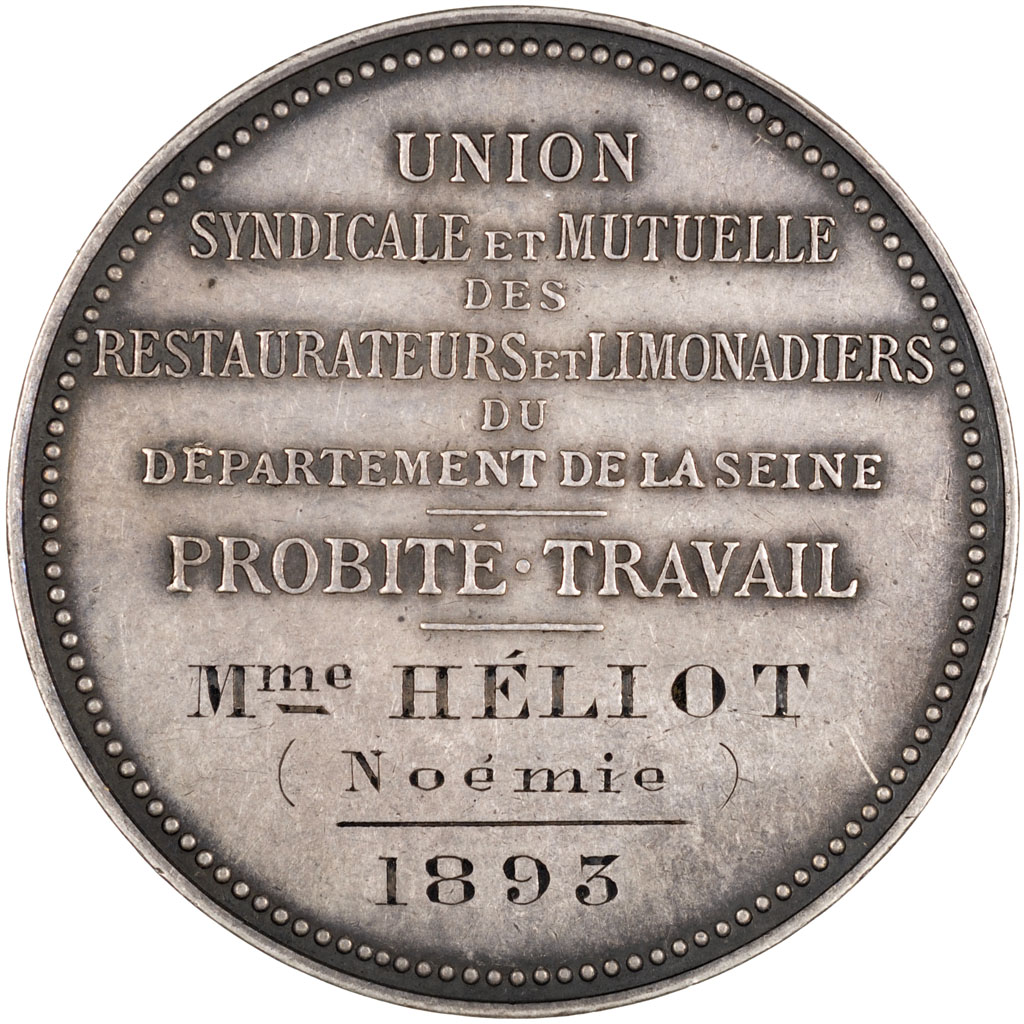 UNION
SYNDICALE ET MUTUELLE
DES
RESTAURATEURS ET LIMONADIERS
DU
DÉPARTEMENT DE LA SEINE
PROBITÉ · TRAVAIL
Mme HÉLIOT
(Noémie)
1893